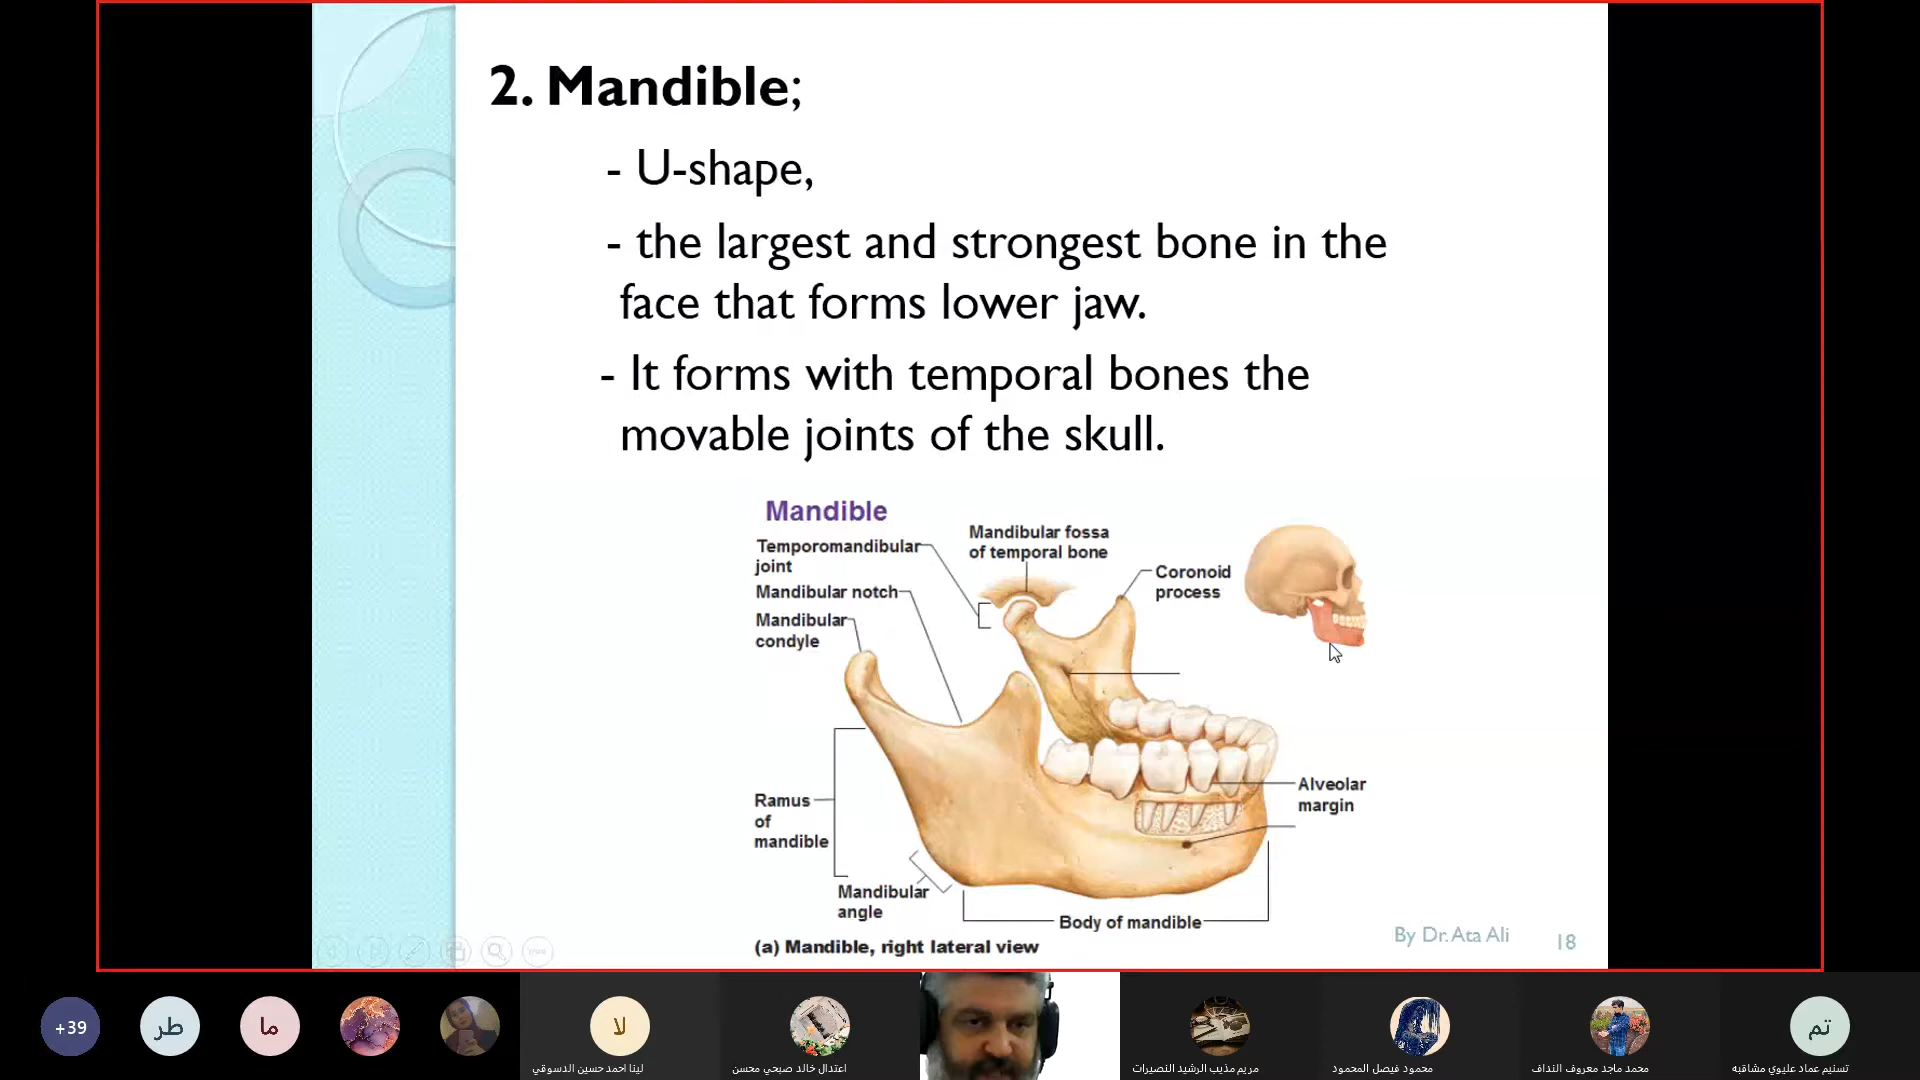 2. Mandible;
- U-shape,
- the largest and strongest bone in the
face that forms lower jaw.
- It forms with temporal bones the
movable joints of the skull.
Mandible
Temporomandibular
joint
Mandibular fossa
of temporal bone
Coronoid
process
Mandibular notch
Mandibular
condyle
Alveolar
margin
Ramus
of
mandible
Mandibular
angle
Body of mandible
(a) Mandible, right lateral view
By Dr. Ata Ali
18
+39
طر
ما
لا
تم
لينا احمد حسين الدسوقي
اعتدال خالد صبحي محسن
مريم مذيب الرشيد النصيرات
محمود فيصل المحمود
محمد ماجد معروف النداف
تسنيم عماد عليوي مشاقبه